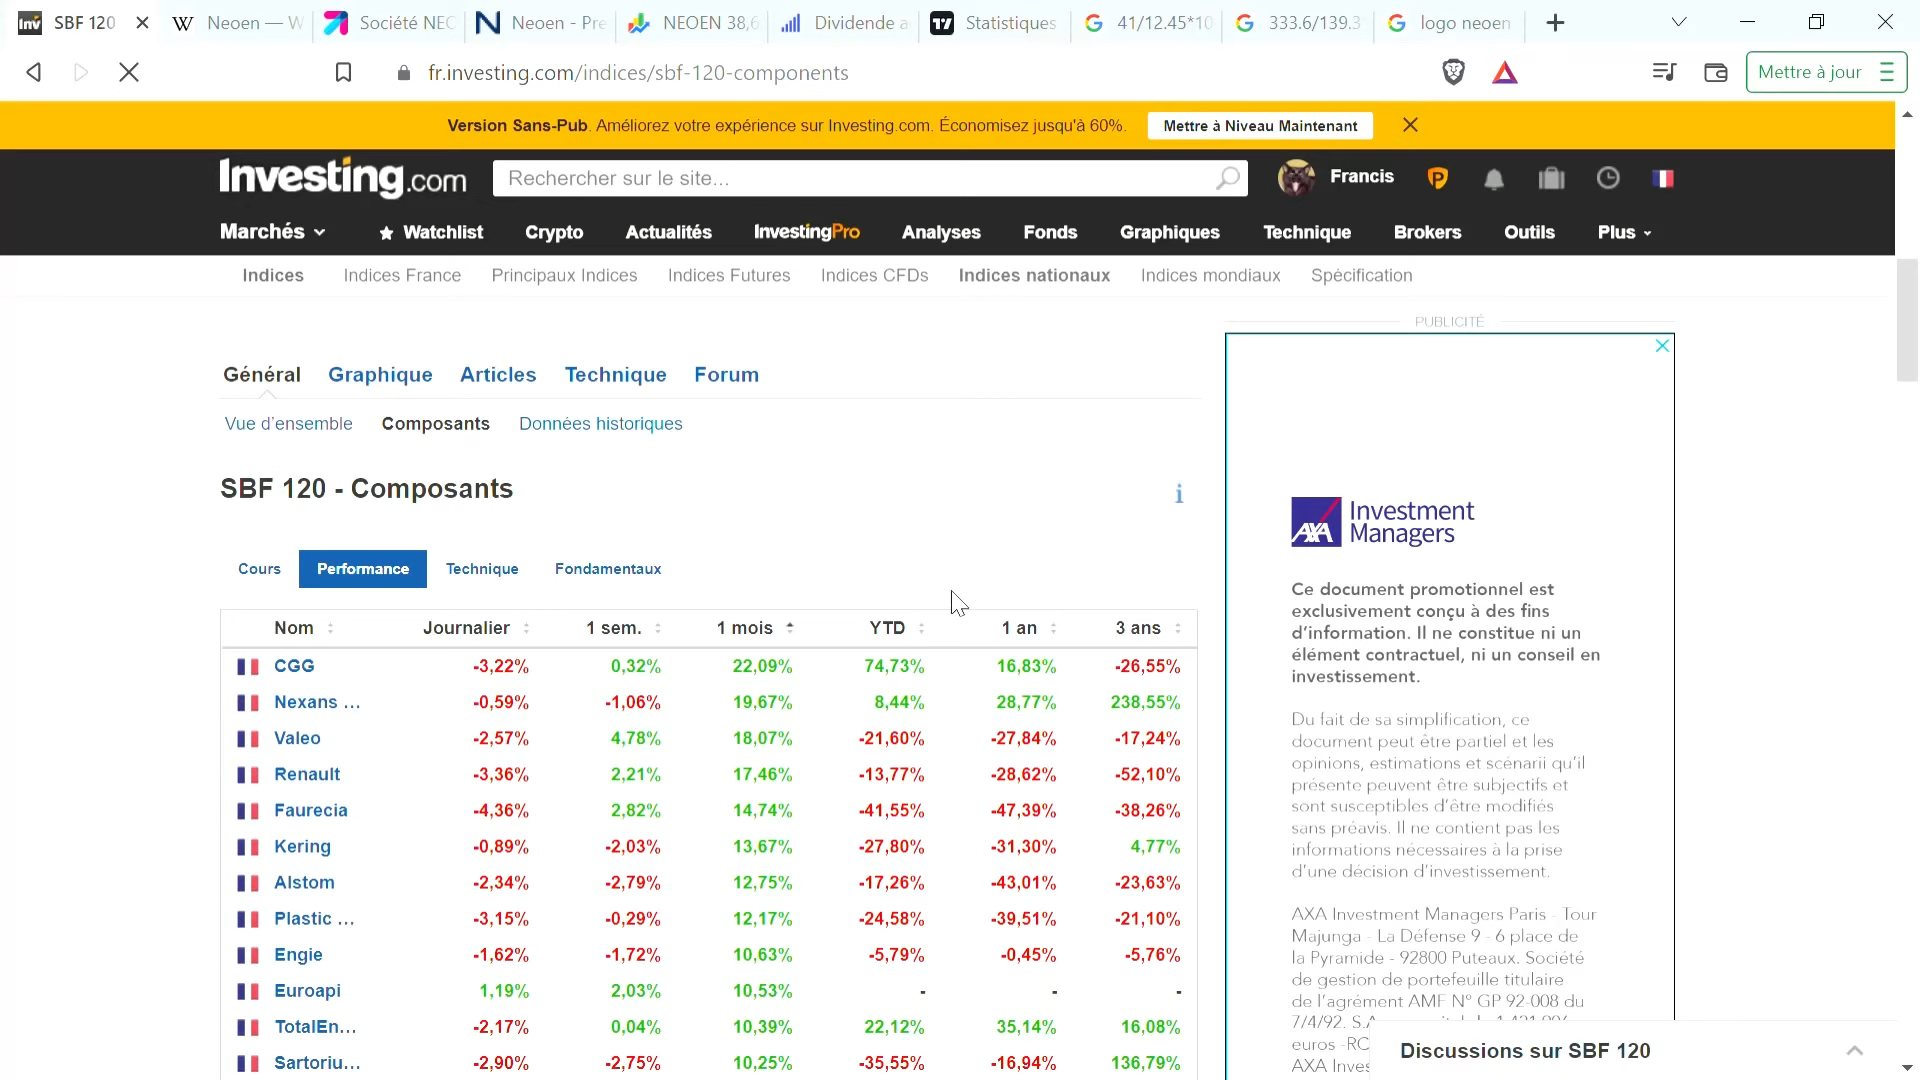 inv SBF 120
W Neoen — W
Société NEC
N Neoen - Pre
NEOEN 38,6
Dividende a
Statistiques
G 41/12.45*10
G 333.6/139.3
G logo neoen
fr.investing.com/indices/sbf-120-components
Mettre à jour
Version Sans-Pub. Améliorez votre expérience sur Investing.com. Économisez jusqu'à 60%.
Mettre à Niveau Maintenant
Investing.com
Rechercher sur le site...
Francis
Marchés Watchlist Crypto Actualités InvestingPro Analyses Fonds Graphiques Technique Brokers Outils Plus
Indices Indices France Principaux Indices Indices Futures Indices CFDs Indices nationaux Indices mondiaux Spécification
PUBLICITÉ
Général Graphique Articles Technique Forum
Vue d'ensemble Composants Données historiques
SBF 120 - Composants
Cours Performance Technique Fondamentaux
Nom Journalier 1 sem. 1 mois YTD 1 an 3 ans
CGG -3,22% 0,32% 22,09% 74,73% 16,83% -26,55%
Nexans ... -0,59% -1,06% 19,67% 8,44% 28,77% 238,55%
Valeo -2,57% 4,78% 18,07% -21,60% -27,84% -17,24%
Renault -3,36% 2,21% 17,46% -13,77% -28,62% -52,10%
Faurecia -4,36% 2,82% 14,74% -41,55% -47,39% -38,26%
Kering -0,89% -2,03% 13,67% -27,80% -31,30% 4,77%
Alstom -2,34% -2,79% 12,75% -17,26% -43,01% -23,63%
Plastic ... -3,15% -0,29% 12,17% -24,58% -39,51% -21,10%
Engie -1,62% -1,72% 10,63% -5,79% -0,45% -5,76%
Euroapi 1,19% 2,03% 10,53% - - -
TotalEn... -2,17% 0,04% 10,39% 22,12% 35,14% 16,08%
Sartoriu... -2,90% -2,75% 10,25% -35,55% -16,94% 136,79%
AXA Investment
Managers
Ce document promotionnel est
exclusivement conçu à des fins
d'information. Il ne constitue ni un
élément contractuel, ni un conseil en
investissement.
Du fait de sa simplification, ce
document peut être partiel et les
opinions, estimations et scénarii qu'il
présente peuvent être subjectifs et
sont susceptibles d'être modifiés
sans préavis. Il ne contient pas les
informations nécessaires à la prise
d'une décision d'investissement.
AXA Investment Managers Paris - Tour
Majunga - La Défense 9 - 6 place de
la Pyramide - 92800 Puteaux. Société
de gestion de portefeuille titulaire
de l'agrément AMF N° GP 92-008 du
7/4/92. S.A
euros -RC
AXA Inves
Discussions sur SBF 120